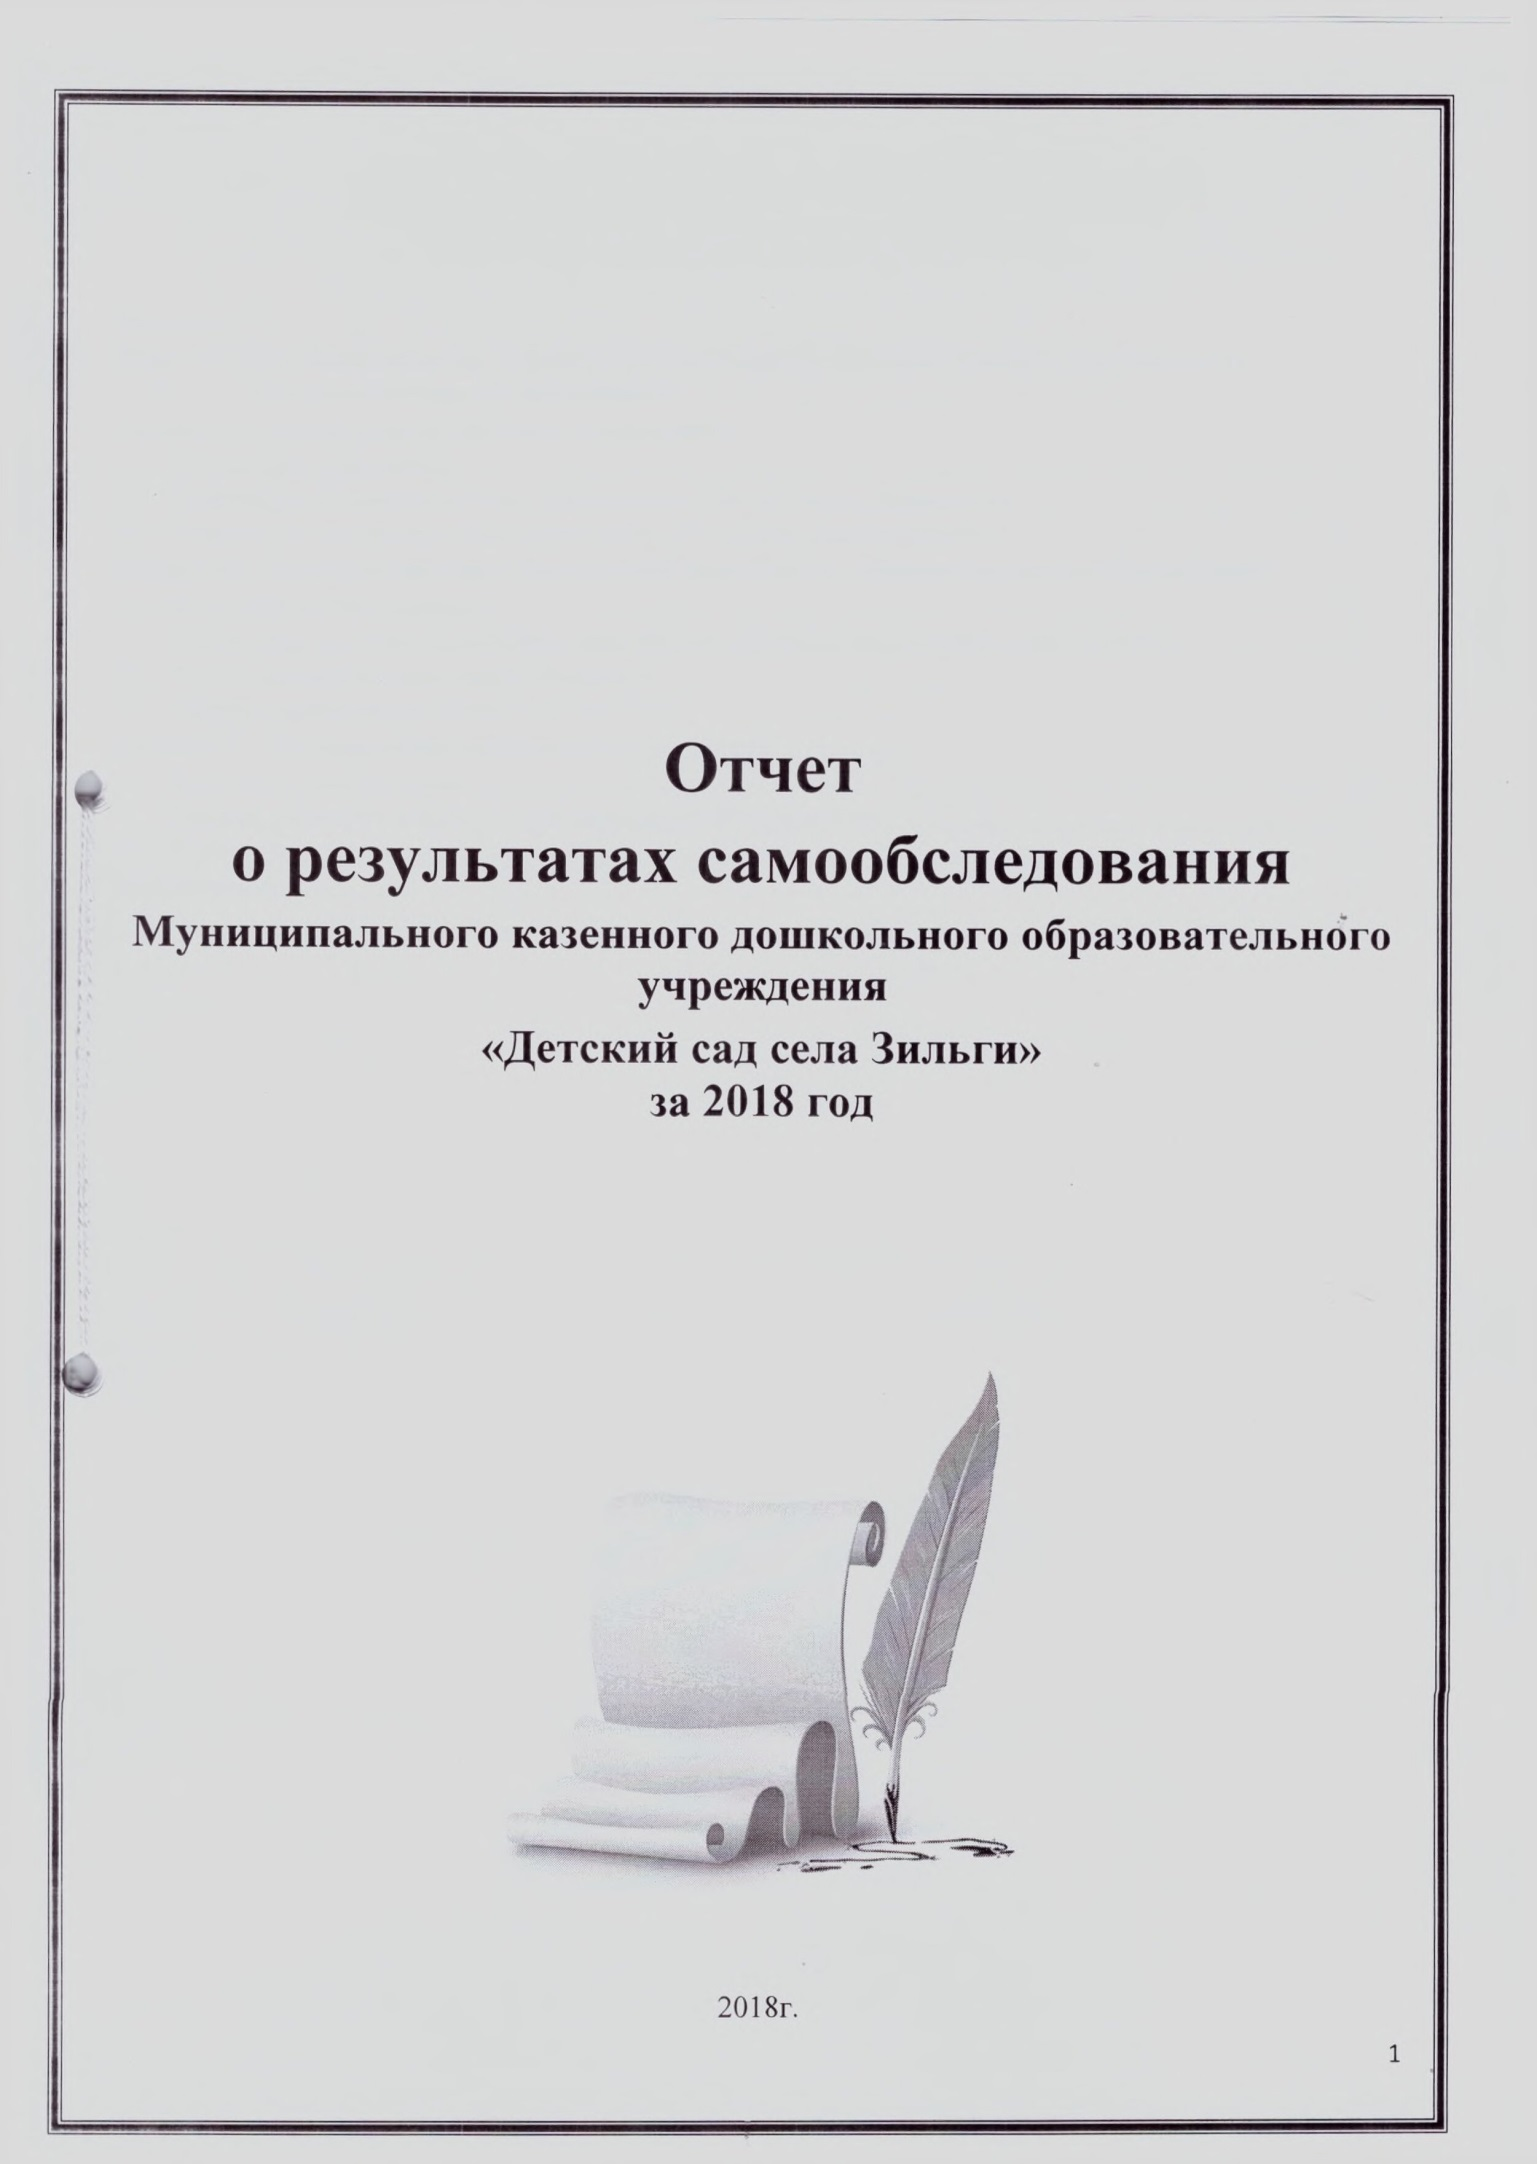 Отчет
о результатах самообследования
Муниципального казенного дошкольного образовательного
учреждения
«Детский сад села Зильги»
за 2018 год
2018г.
1